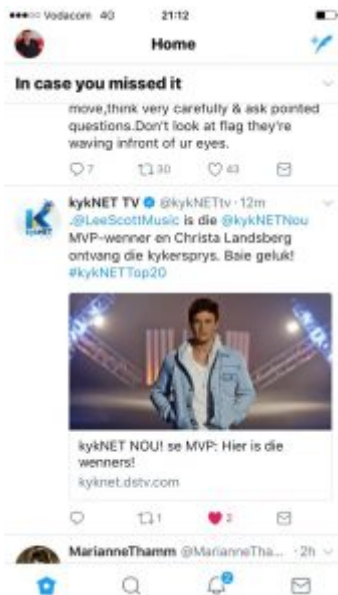 Vodacom 4G 21:12
Home
In case you missed it
move,think very carefully & ask pointed
questions.Don't look at flag they're
waving infront of ur eyes.
7 30 43
kykNET TV @kykNETtv · 12m
.@LeeScottMusic is die @kykNETNou
MVP-wenner en Christa Landsberg
ontvang die kykersprys. Baie geluk!
#kykNETTop20
kykNET NOU! se MVP: Hier is die
wenners!
kyknet.dstv.com
1 2
MarianneThamm @MarianneTha... · 2h